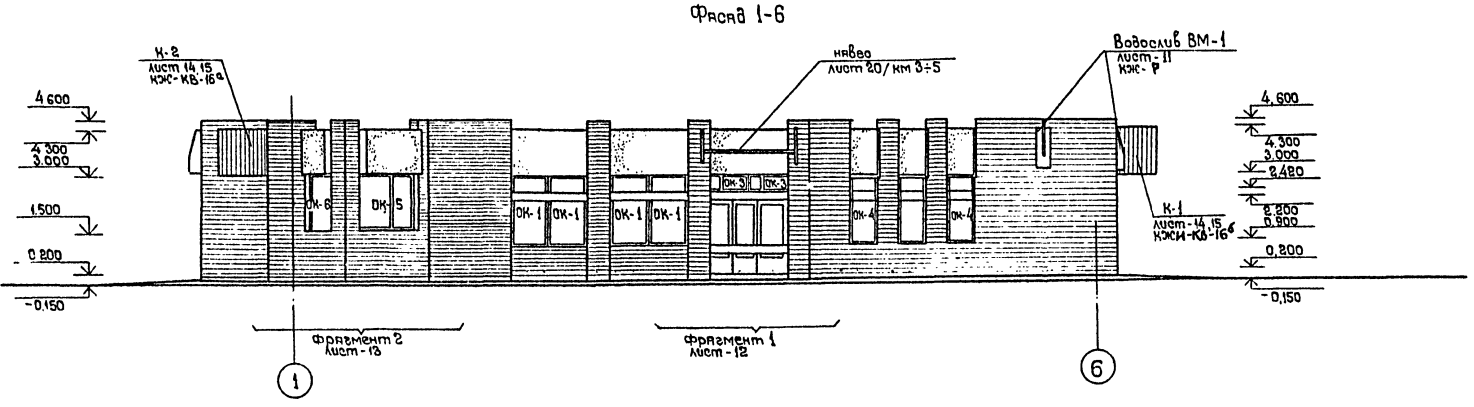 Фасад 1-6
К-2
лист 14,15
КЖ-КВ-16а
навес
лист 20/км 3÷5
Водослив ВМ-1
лист-11
КЖ-Р
4.600
4.300
3.000
1.500
0.200
-0,150
4,600
4.300
3.000
2,420
2.200
0.900
0,200
-0,150
К-1
лист-14,15
КЖИ-КВ-16б
ОК-6
ОК-5
ОК-1
ОК-1
ОК-1
ОК-1
ОК-3
ОК-3
ОК-4
ОК-4
фрагмент 2
лист-13
фрагмент 1
лист-12
1
6